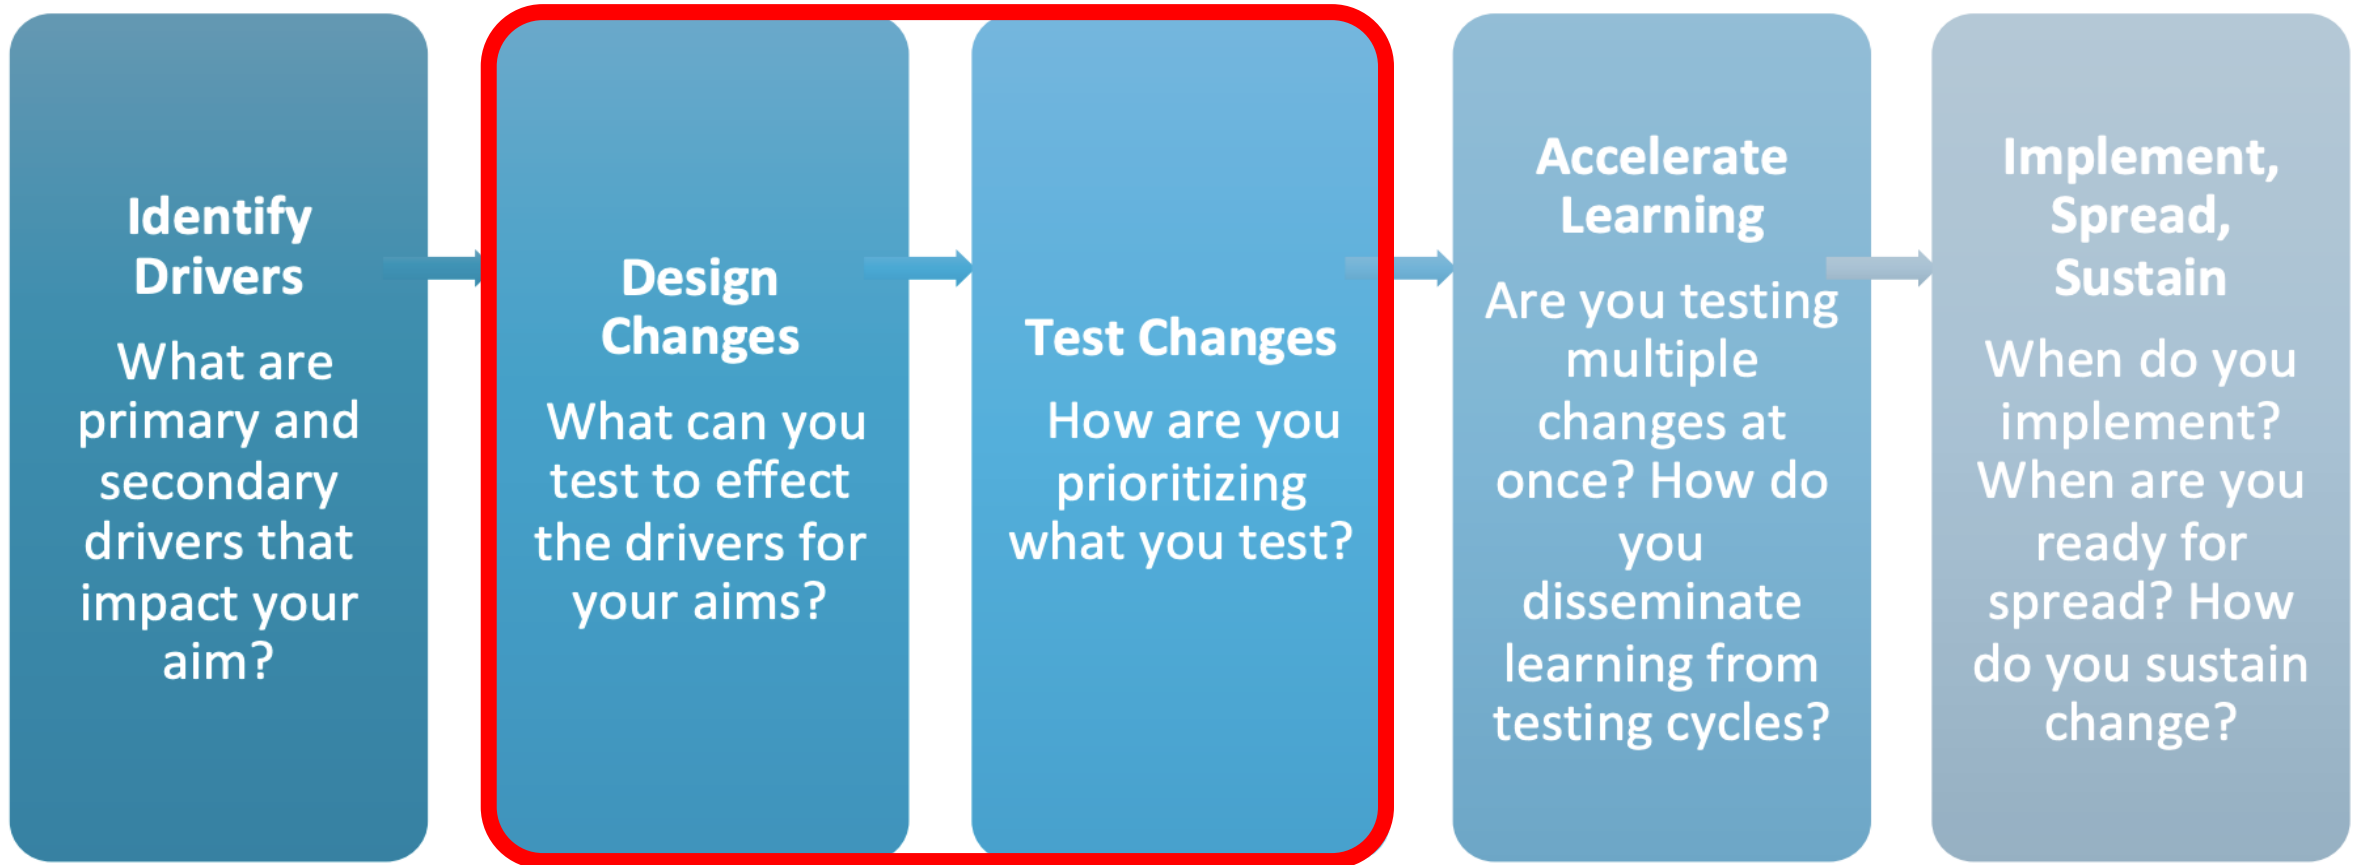 Identify
Drivers
What are
primary and
secondary
drivers that
impact your
aim?
Design
Changes
What can you
test to effect
the drivers for
your aims?
Test Changes
How are you
prioritizing
what you test?
Accelerate
Learning
Are you testing
multiple
changes at
once? How do
you
disseminate
learning from
testing cycles?
Implement,
Spread,
Sustain
When do you
implement?
When are you
ready for
spread? How
do you sustain
change?